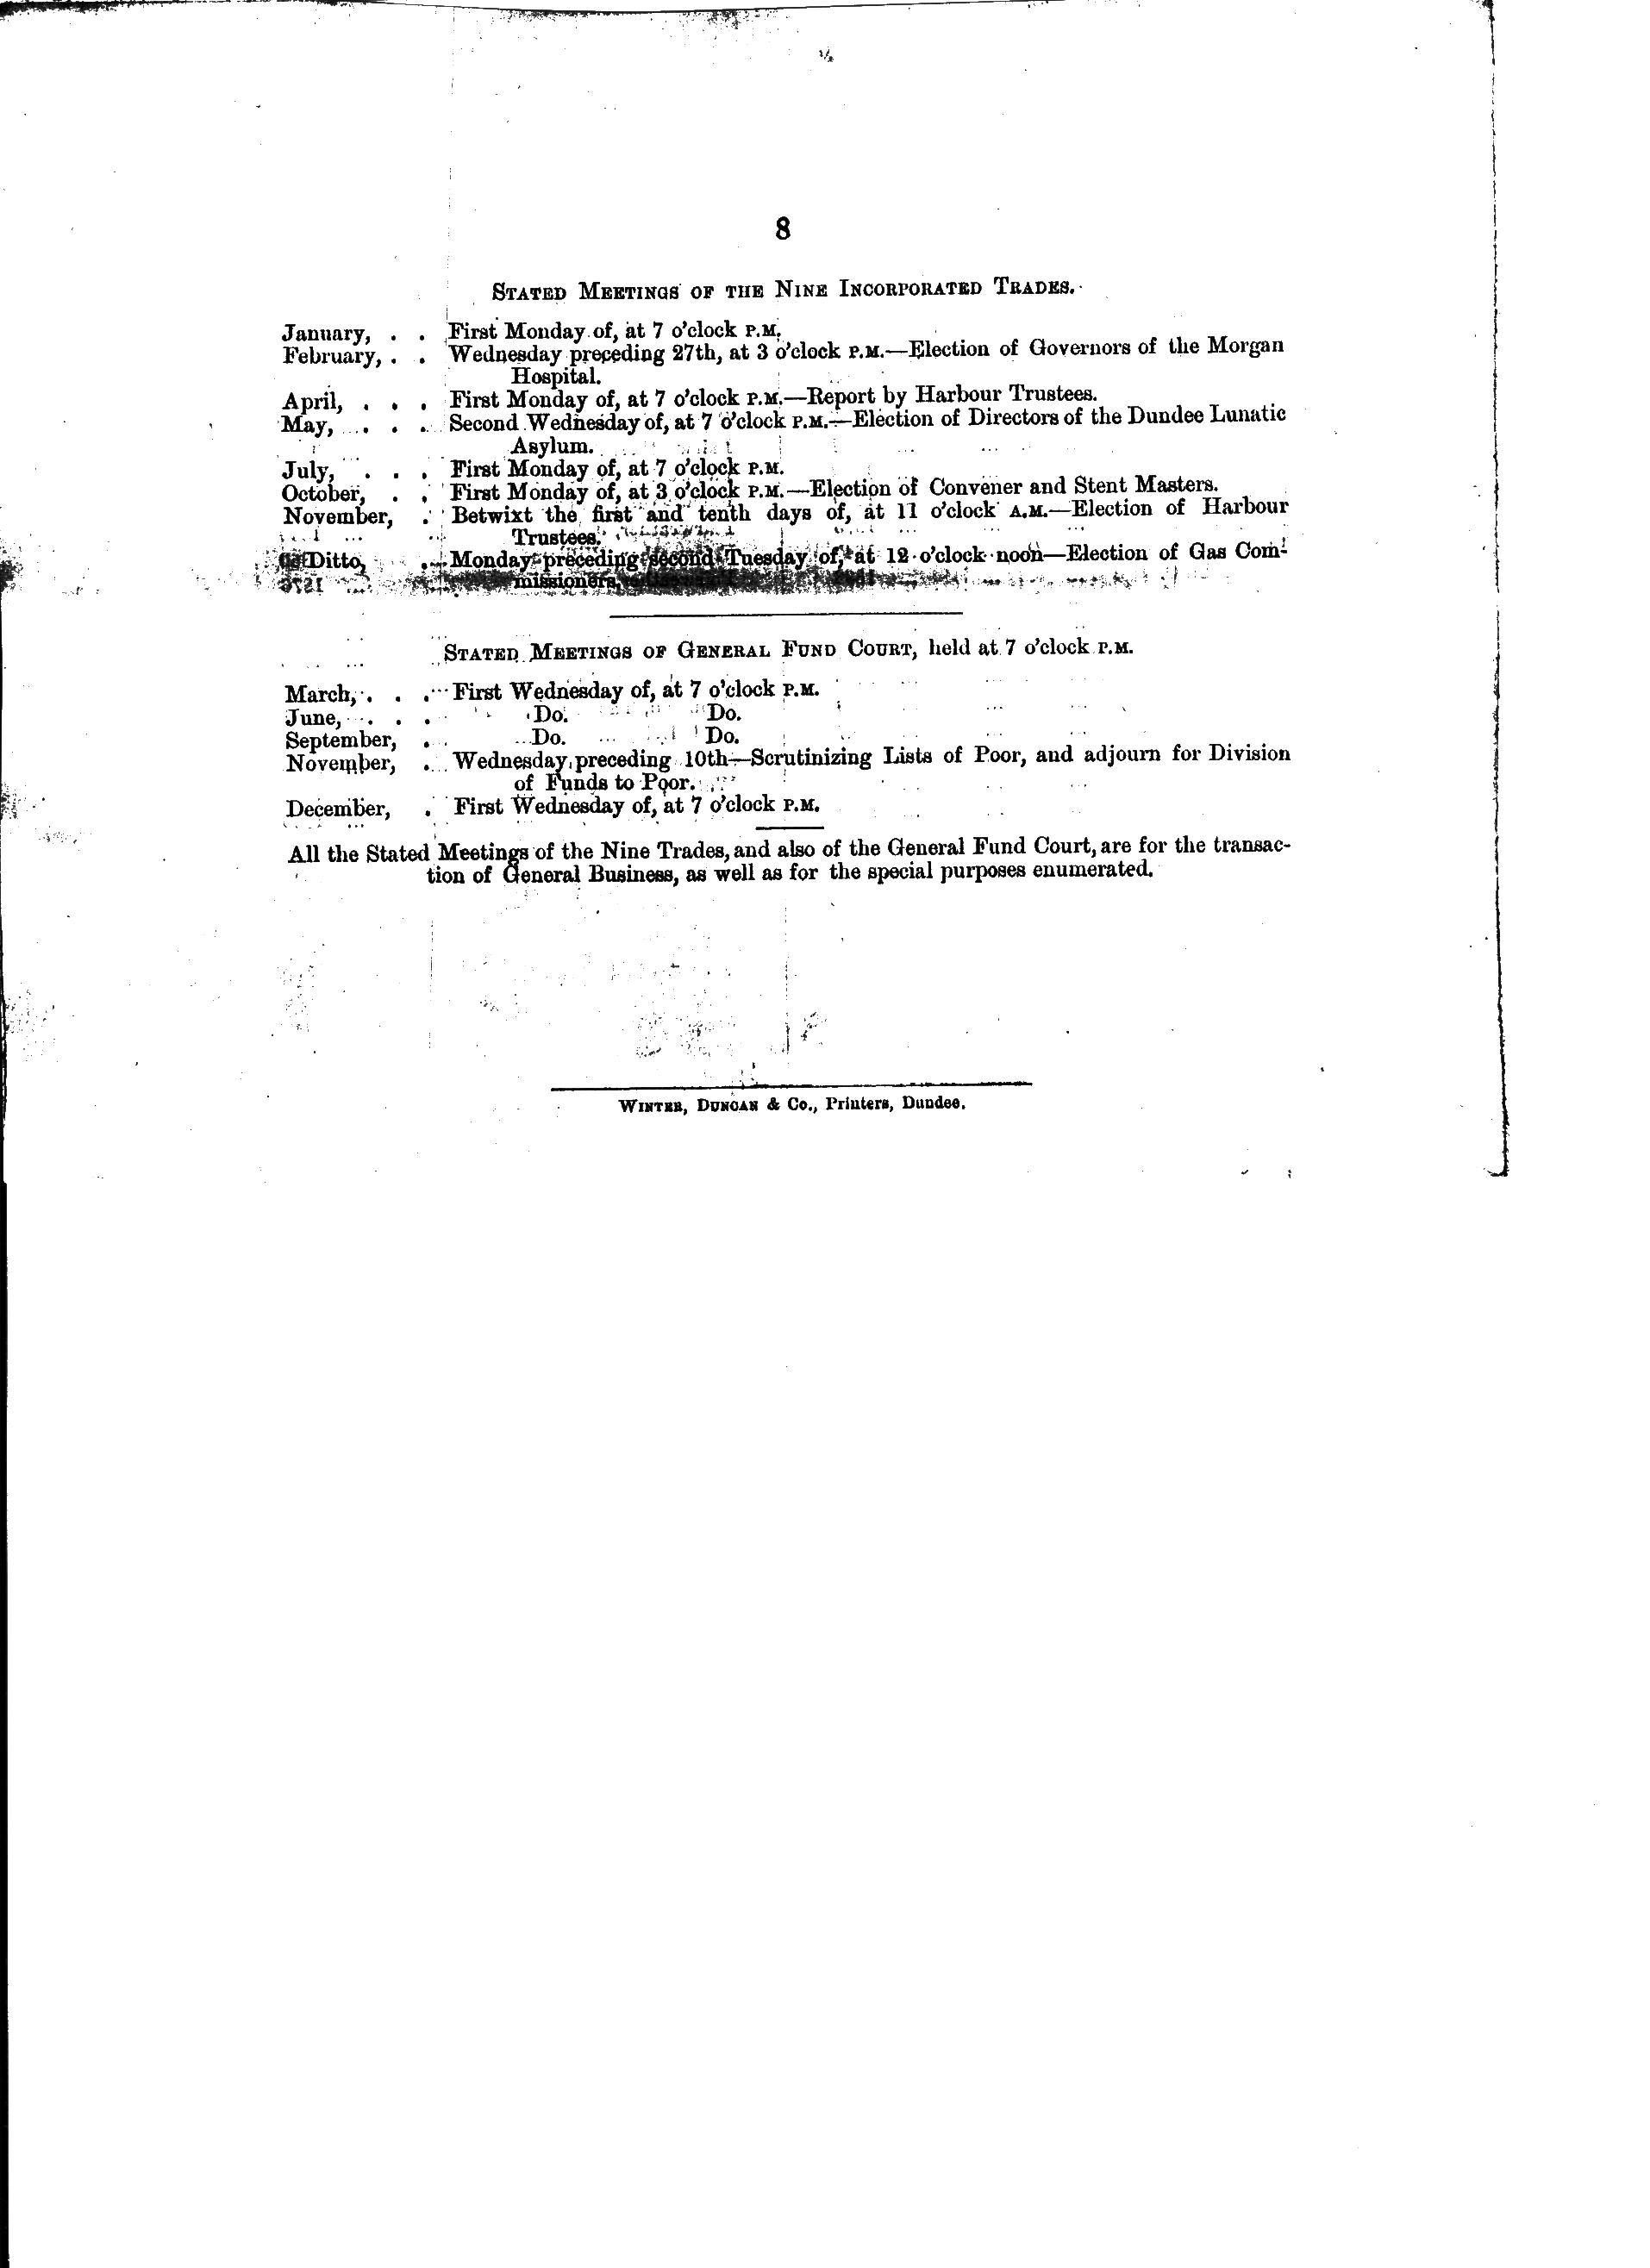 8
STATED MEETINGS OF THE NINE INCORPORATED TRADES.
January, . . First Monday of, at 7 o'clock P.M.
February, . . Wednesday preceding 27th, at 3 o'clock P.M.—Election of Governors of the Morgan
Hospital.
April, . . . First Monday of, at 7 o'clock P.M.—Report by Harbour Trustees.
May, . . . Second Wednesday of, at 7 o'clock P.M.—Election of Directors of the Dundee Lunatic
Asylum.
July, . . . First Monday of, at 7 o'clock P.M.
October, . . First Monday of, at 3 o'clock P.M.—Election of Convener and Stent Masters.
November, . Betwixt the first and tenth days of, at 11 o'clock A.M.—Election of Harbour
Trustees.
Ditto, . Monday preceding second Tuesday of, at 12 o'clock noon—Election of Gas Com-
missioners.
STATED MEETINGS OF GENERAL FUND COURT, held at 7 o'clock P.M.
March, . . . First Wednesday of, at 7 o'clock P.M.
June, . . . Do. Do.
September, . Do. Do.
November, . Wednesday preceding 10th—Scrutinizing Lists of Poor, and adjourn for Division
of Funds to Poor.
December, . First Wednesday of, at 7 o'clock P.M.
All the Stated Meetings of the Nine Trades, and also of the General Fund Court, are for the transac-
tion of General Business, as well as for the special purposes enumerated.
WINTER, DUNCAN & Co., Printers, Dundee.